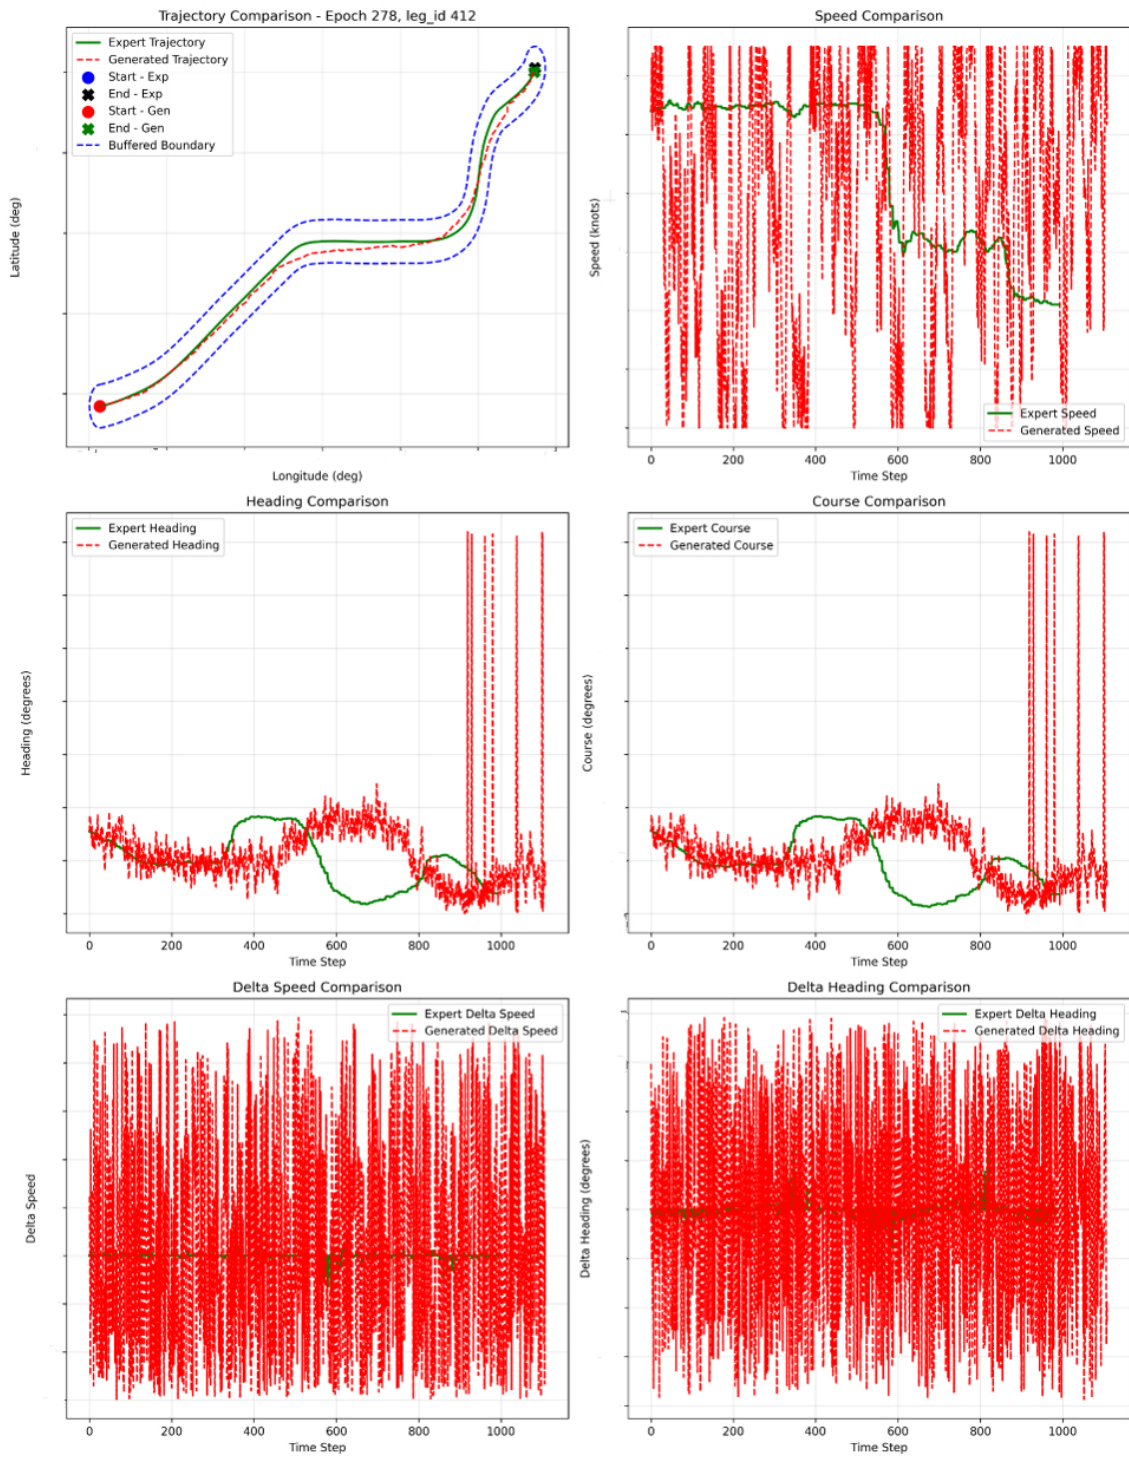 Trajectory Comparison - Epoch 278, leg_id 412
Expert Trajectory
Generated Trajectory
Start - Exp
End - Exp
Start - Gen
End - Gen
Buffered Boundary
Latitude (deg)
Longitude (deg)
Speed Comparison
Speed (knots)
Expert Speed
Generated Speed
0 200 400 600 800 1000
Time Step
Heading Comparison
Expert Heading
Generated Heading
Heading (degrees)
0 200 400 600 800 1000
Time Step
Course Comparison
Expert Course
Generated Course
Course (degrees)
0 200 400 600 800 1000
Time Step
Delta Speed Comparison
Expert Delta Speed
Generated Delta Speed
Delta Speed
0 200 400 600 800 1000
Time Step
Delta Heading Comparison
Expert Delta Heading
Generated Delta Heading
Delta Heading (degrees)
0 200 400 600 800 1000
Time Step